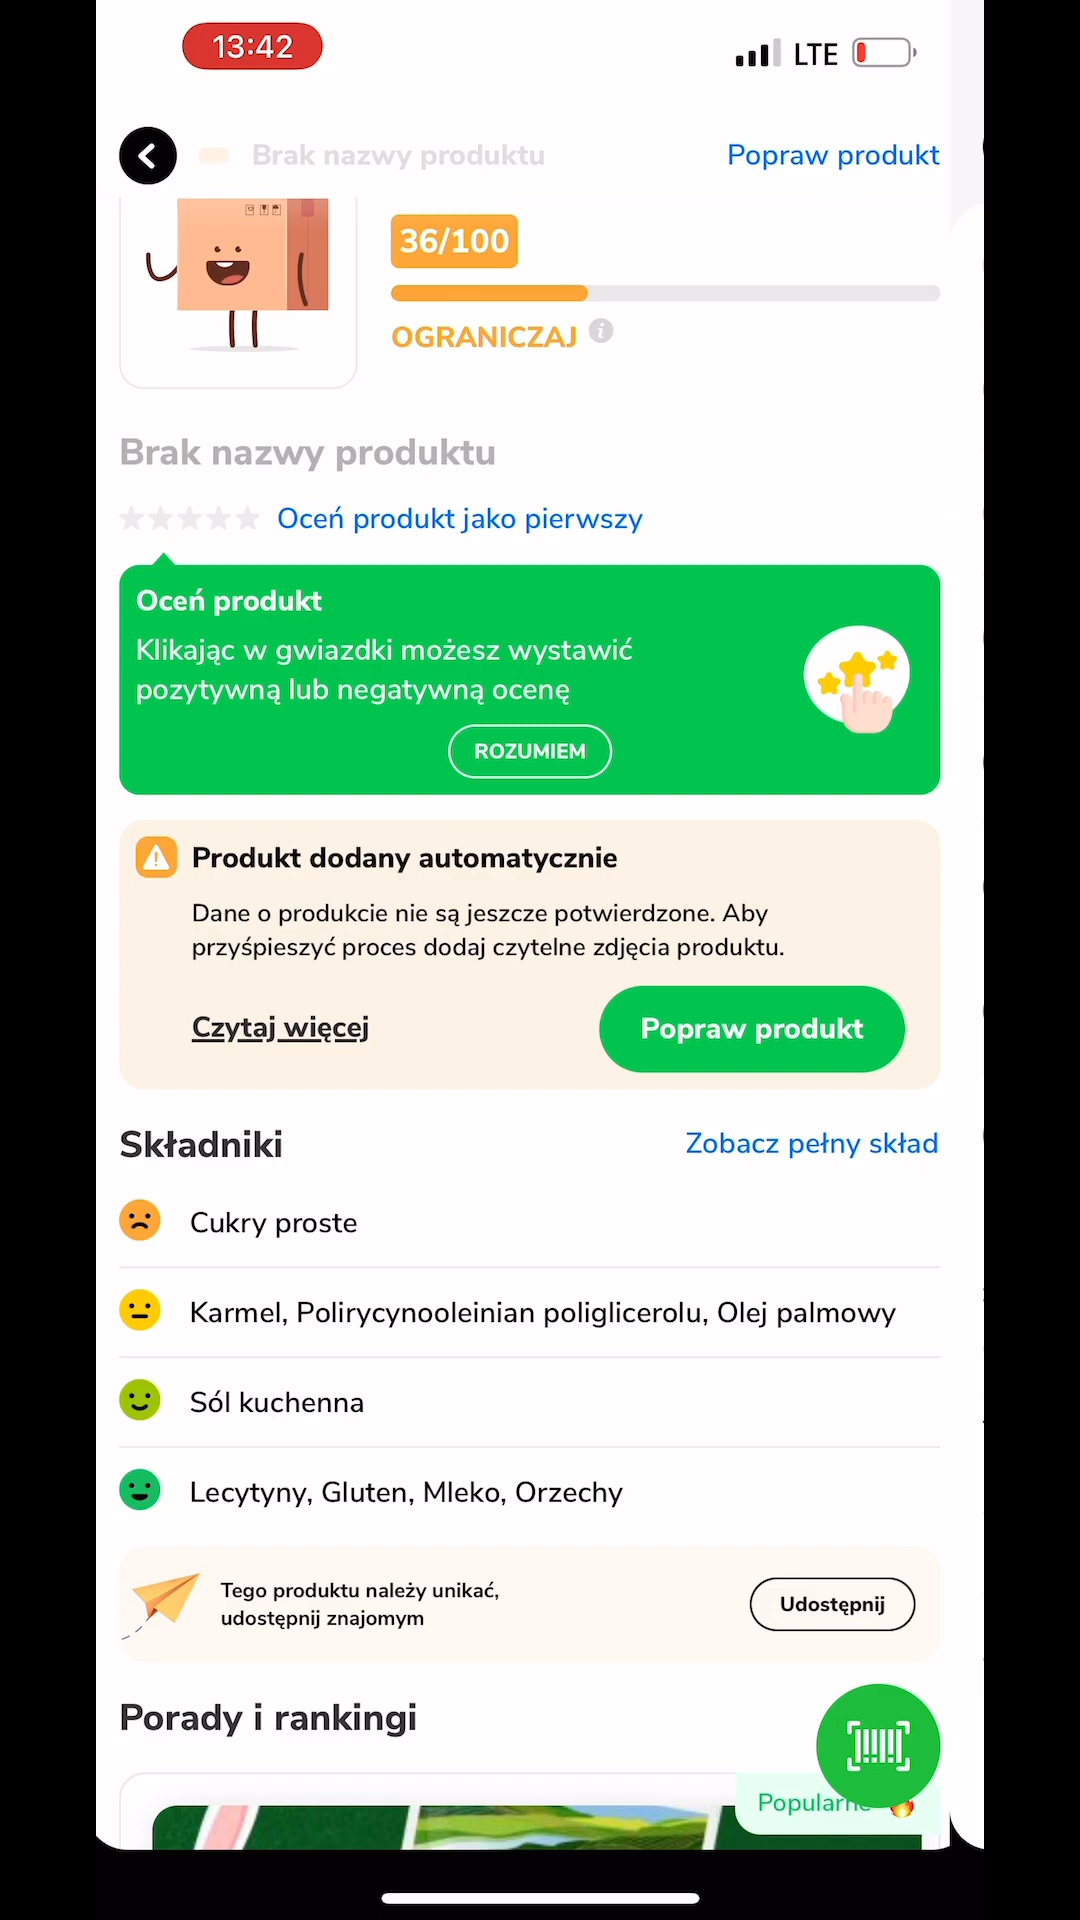 13:42
LTE
Brak nazwy produktu
Popraw produkt
36/100
OGRANICZAJ
Brak nazwy produktu
Oceń produkt jako pierwszy
Oceń produkt
Klikając w gwiazdki możesz wystawić
pozytywną lub negatywną ocenę
ROZUMIEM
Produkt dodany automatycznie
Dane o produkcie nie są jeszcze potwierdzone. Aby
przyśpieszyć proces dodaj czytelne zdjęcia produktu.
Czytaj więcej
Popraw produkt
Składniki
Zobacz pełny skład
Cukry proste
Karmel, Polirycynooleinian poliglicerolu, Olej palmowy
Sól kuchenna
Lecytyny, Gluten, Mleko, Orzechy
Tego produktu należy unikać,
udostępnij znajomym
Udostępnij
Porady i rankingi
Popularne